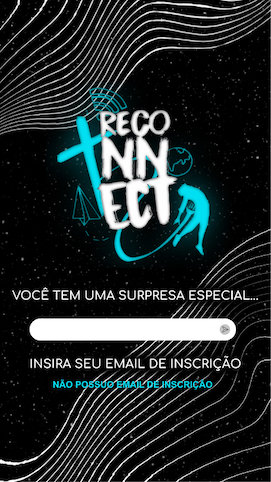 RECO
NN
ECT
VOCÊ TEM UMA SURPRESA ESPECIAL...
INSIRA SEU EMAIL DE INSCRIÇÃO
NÃO POSSUO EMAIL DE INSCRIÇÃO